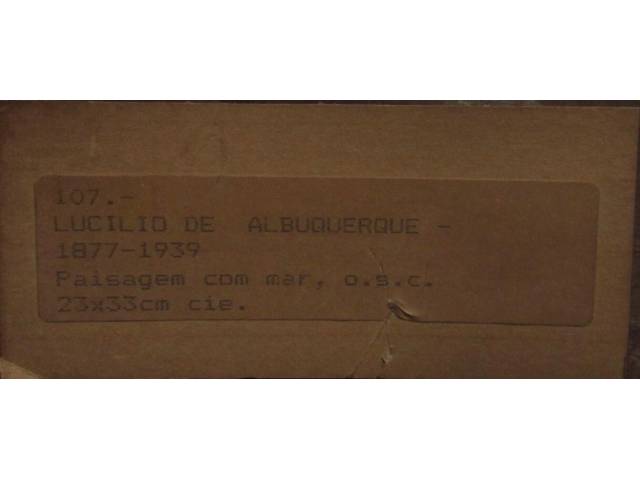 107.-
LUCILIO DE ALBUQUERQUE -
1877-1939
Paisagem com mar, o.s.c.
23x33cm cie.